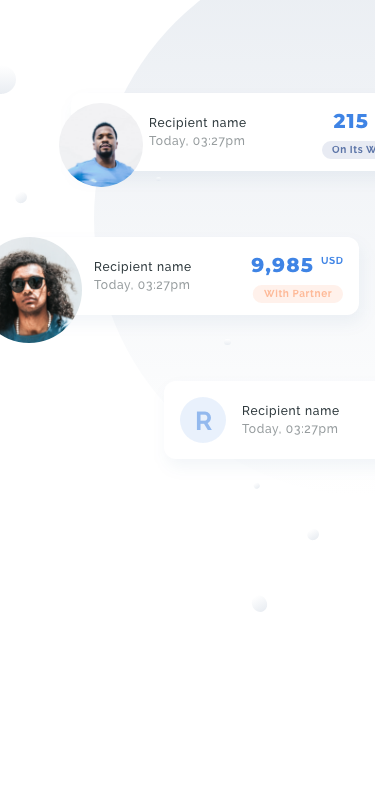 Recipient name
Today, 03:27pm
215
On Its
Recipient name
Today, 03:27pm
9,985 USD
With Partner
R
Recipient name
Today, 03:27pm